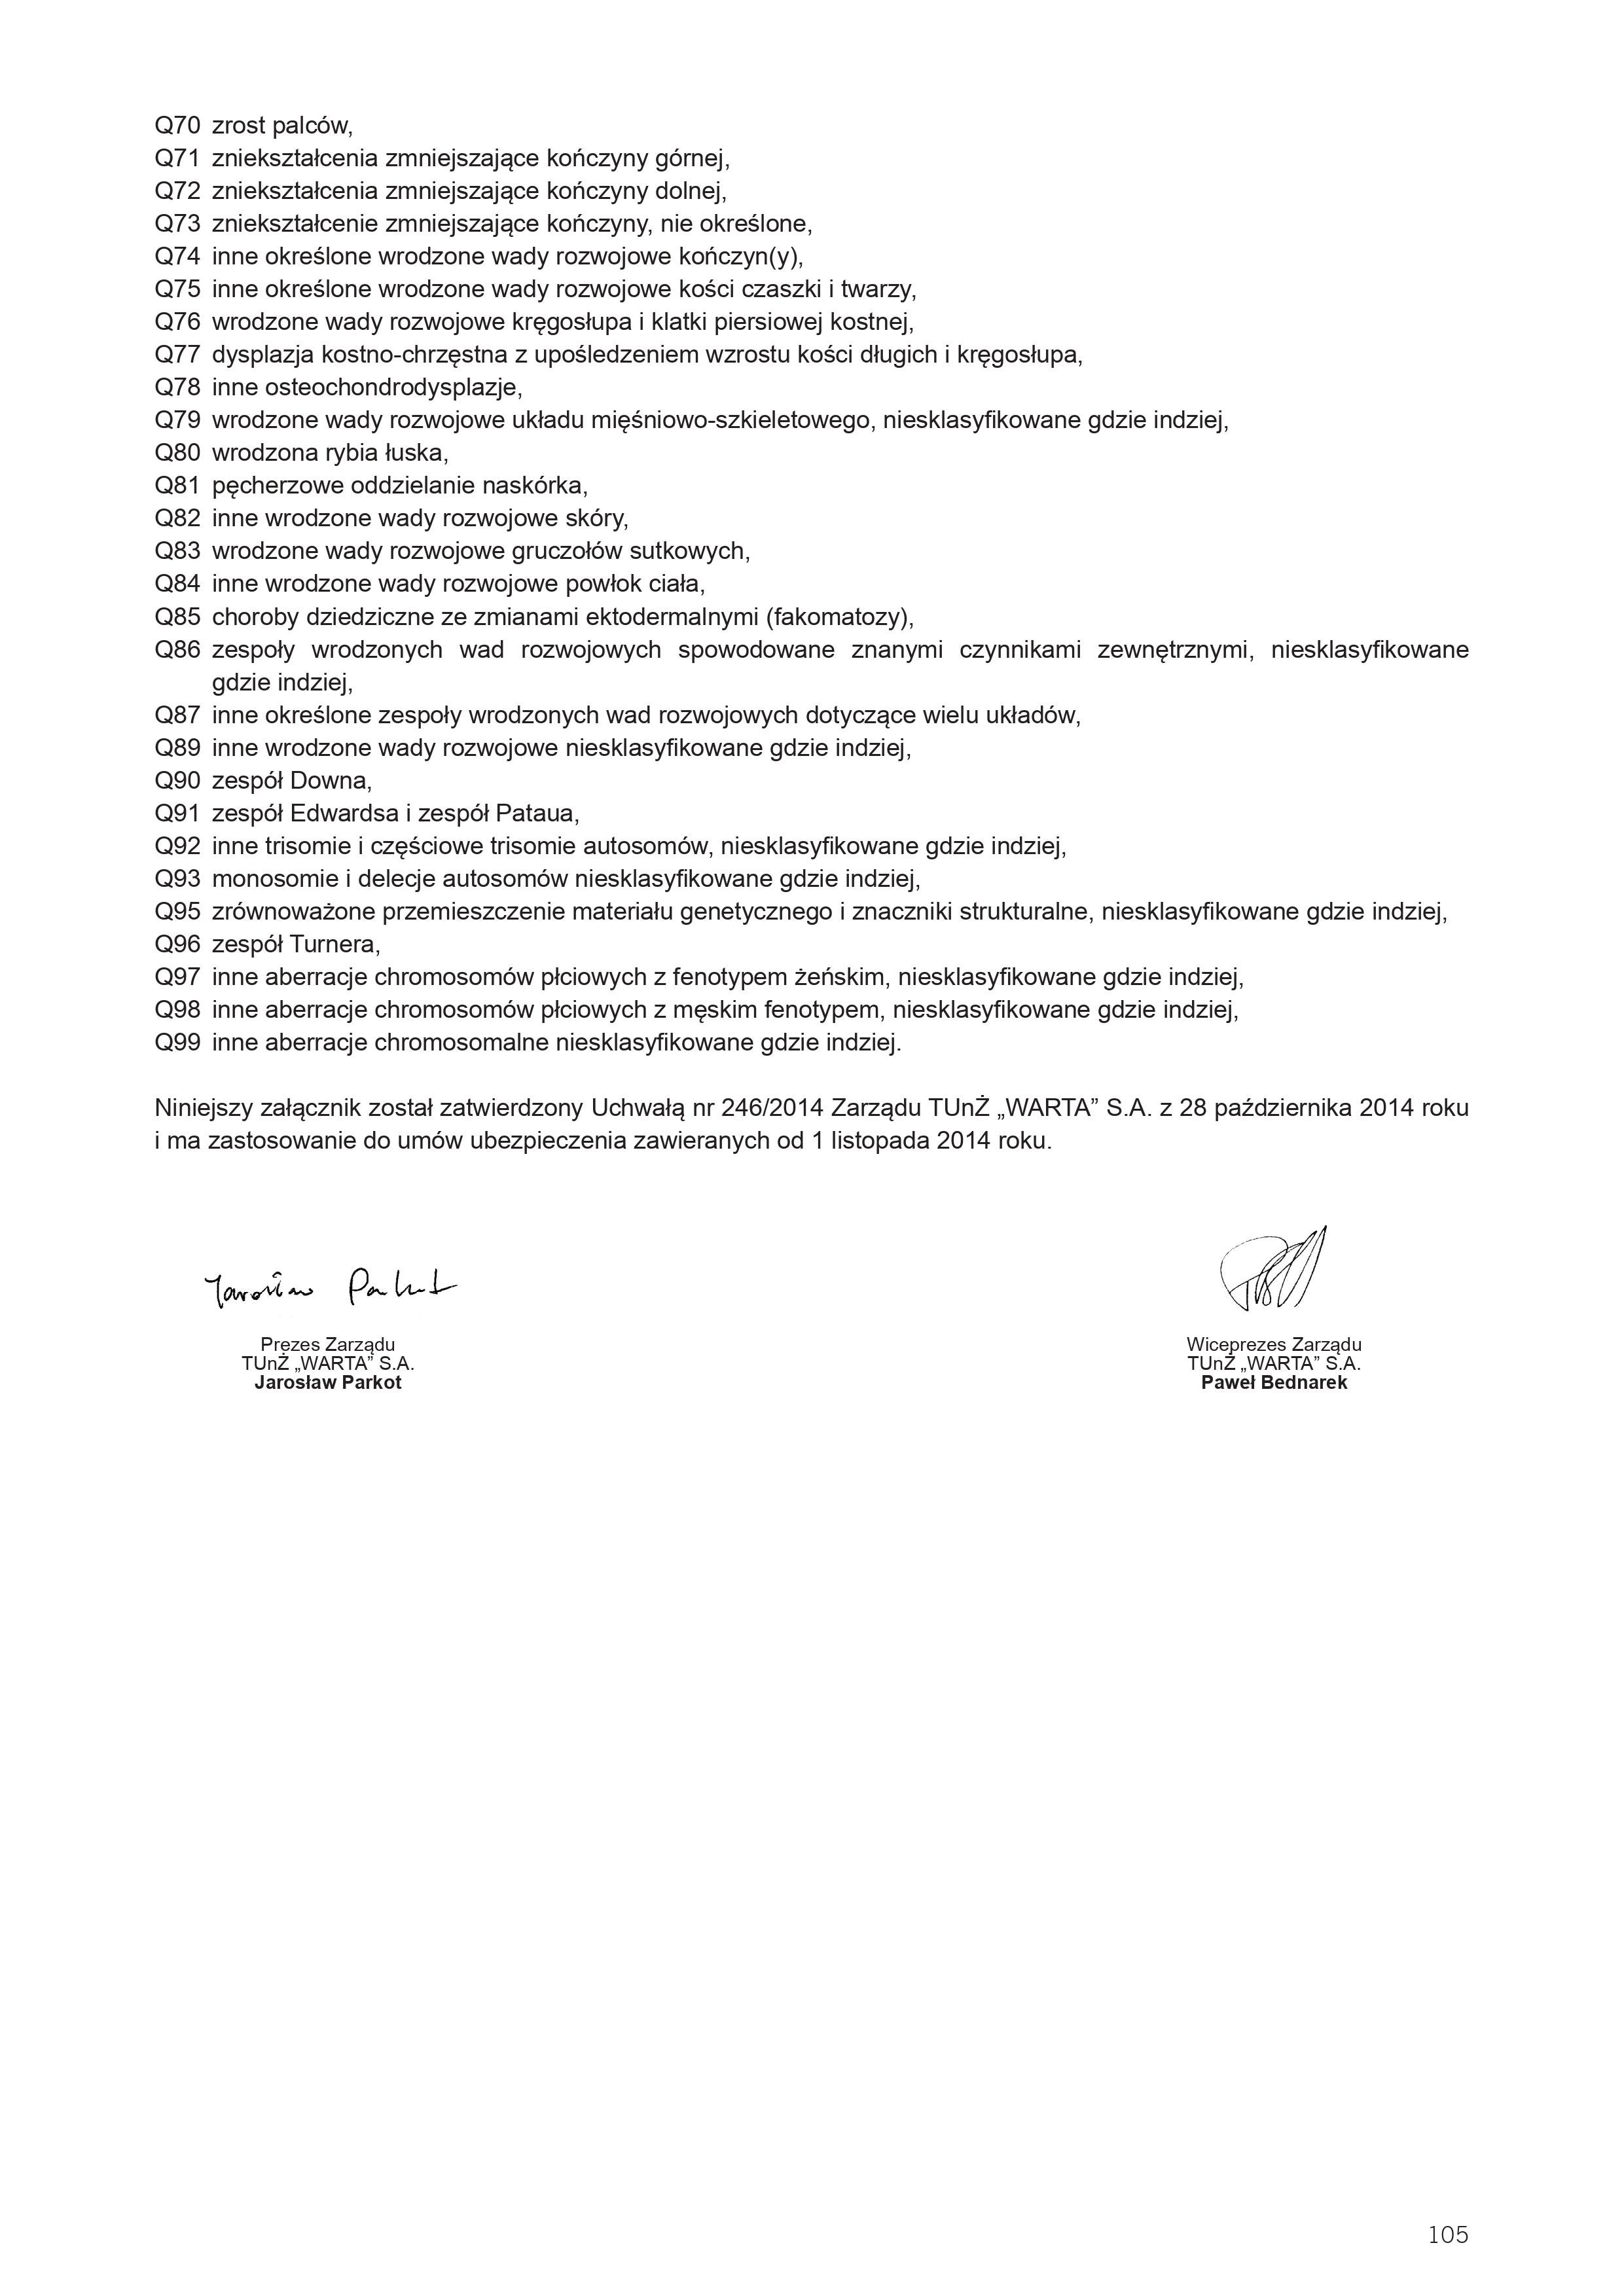 Q70 zrost palców,
Q71 zniekształcenia zmniejszające kończyny górnej,
Q72 zniekształcenia zmniejszające kończyny dolnej,
Q73 zniekształcenie zmniejszające kończyny, nie określone,
Q74 inne określone wrodzone wady rozwojowe kończyn(y),
Q75 inne określone wrodzone wady rozwojowe kości czaszki i twarzy,
Q76 wrodzone wady rozwojowe kręgosłupa i klatki piersiowej kostnej,
Q77 dysplazja kostno-chrzęstna z upośledzeniem wzrostu kości długich i kręgosłupa,
Q78 inne osteochondrodysplazje,
Q79 wrodzone wady rozwojowe układu mięśniowo-szkieletowego, niesklasyfikowane gdzie indziej,
Q80 wrodzona rybia łuska,
Q81 pęcherzowe oddzielanie naskórka,
Q82 inne wrodzone wady rozwojowe skóry,
Q83 wrodzone wady rozwojowe gruczołów sutkowych,
Q84 inne wrodzone wady rozwojowe powłok ciała,
Q85 choroby dziedziczne ze zmianami ektodermalnymi (fakomatozy),
Q86 zespoły wrodzonych wad rozwojowych spowodowane znanymi czynnikami zewnętrznymi, niesklasyfikowane
gdzie indziej,
Q87 inne określone zespoły wrodzonych wad rozwojowych dotyczące wielu układów,
Q89 inne wrodzone wady rozwojowe niesklasyfikowane gdzie indziej,
Q90 zespół Downa,
Q91 zespół Edwardsa i zespół Pataua,
Q92 inne trisomie i częściowe trisomie autosomów, niesklasyfikowane gdzie indziej,
Q93 monosomie i delecje autosomów niesklasyfikowane gdzie indziej,
Q95 zrównoważone przemieszczenie materiału genetycznego i znaczniki strukturalne, niesklasyfikowane gdzie indziej,
Q96 zespół Turnera,
Q97 inne aberracje chromosomów płciowych z fenotypem żeńskim, niesklasyfikowane gdzie indziej,
Q98 inne aberracje chromosomów płciowych z męskim fenotypem, niesklasyfikowane gdzie indziej,
Q99 inne aberracje chromosomalne niesklasyfikowane gdzie indziej.
Niniejszy załącznik został zatwierdzony Uchwałą nr 246/2014 Zarządu TUnŻ „WARTA” S.A. z 28 października 2014 roku
i ma zastosowanie do umów ubezpieczenia zawieranych od 1 listopada 2014 roku.
Jarosław Parkot
Prezes Zarządu
TUnŻ „WARTA” S.A.
Jarosław Parkot
Wiceprezes Zarządu
TUnŻ „WARTA” S.A.
Paweł Bednarek
105